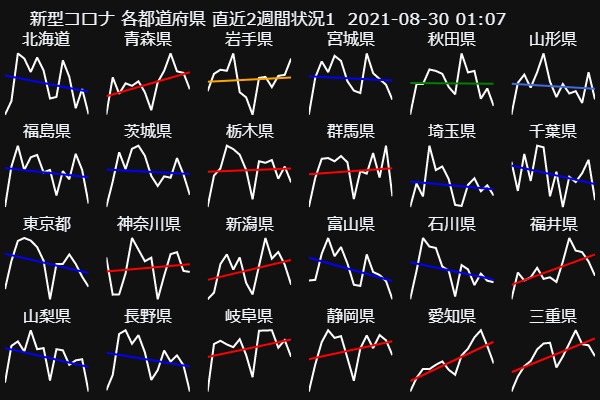 新型コロナ 各都道府県 直近2週間状況1 2021-08-30 01:07
北海道 青森県 岩手県 宮城県 秋田県 山形県
福島県 茨城県 栃木県 群馬県 埼玉県 千葉県
東京都 神奈川県 新潟県 富山県 石川県 福井県
山梨県 長野県 岐阜県 静岡県 愛知県 三重県